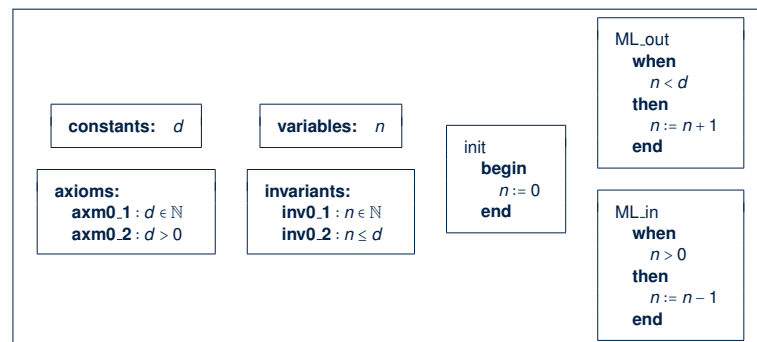 constants: d
axioms:
axm0_1 : d ∈ ℕ
axm0_2 : d > 0
variables: n
invariants:
inv0_1 : n ∈ ℕ
inv0_2 : n ≤ d
init
begin
n := 0
end
ML_out
when
n < d
then
n := n + 1
end
ML_in
when
n > 0
then
n := n − 1
end